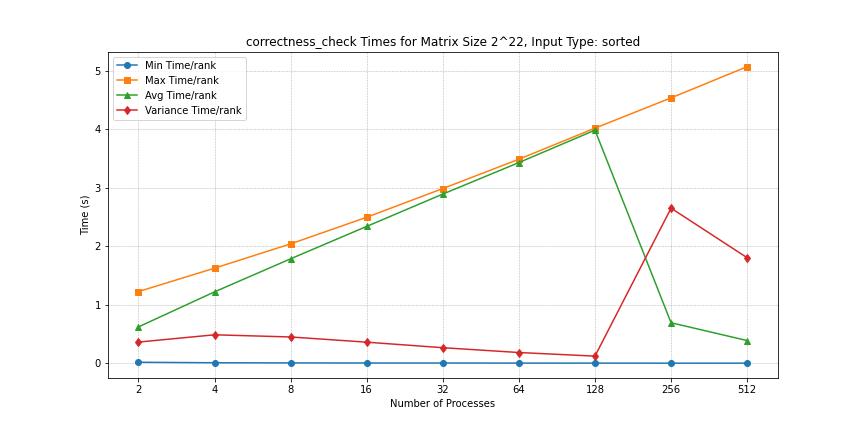 correctness_check Times for Matrix Size 2^22, Input Type: sorted
Min Time/rank
Max Time/rank
Avg Time/rank
Variance Time/rank
Time (s)
5
4
3
2
1
0
2 4 8 16 32 64 128 256 512
Number of Processes